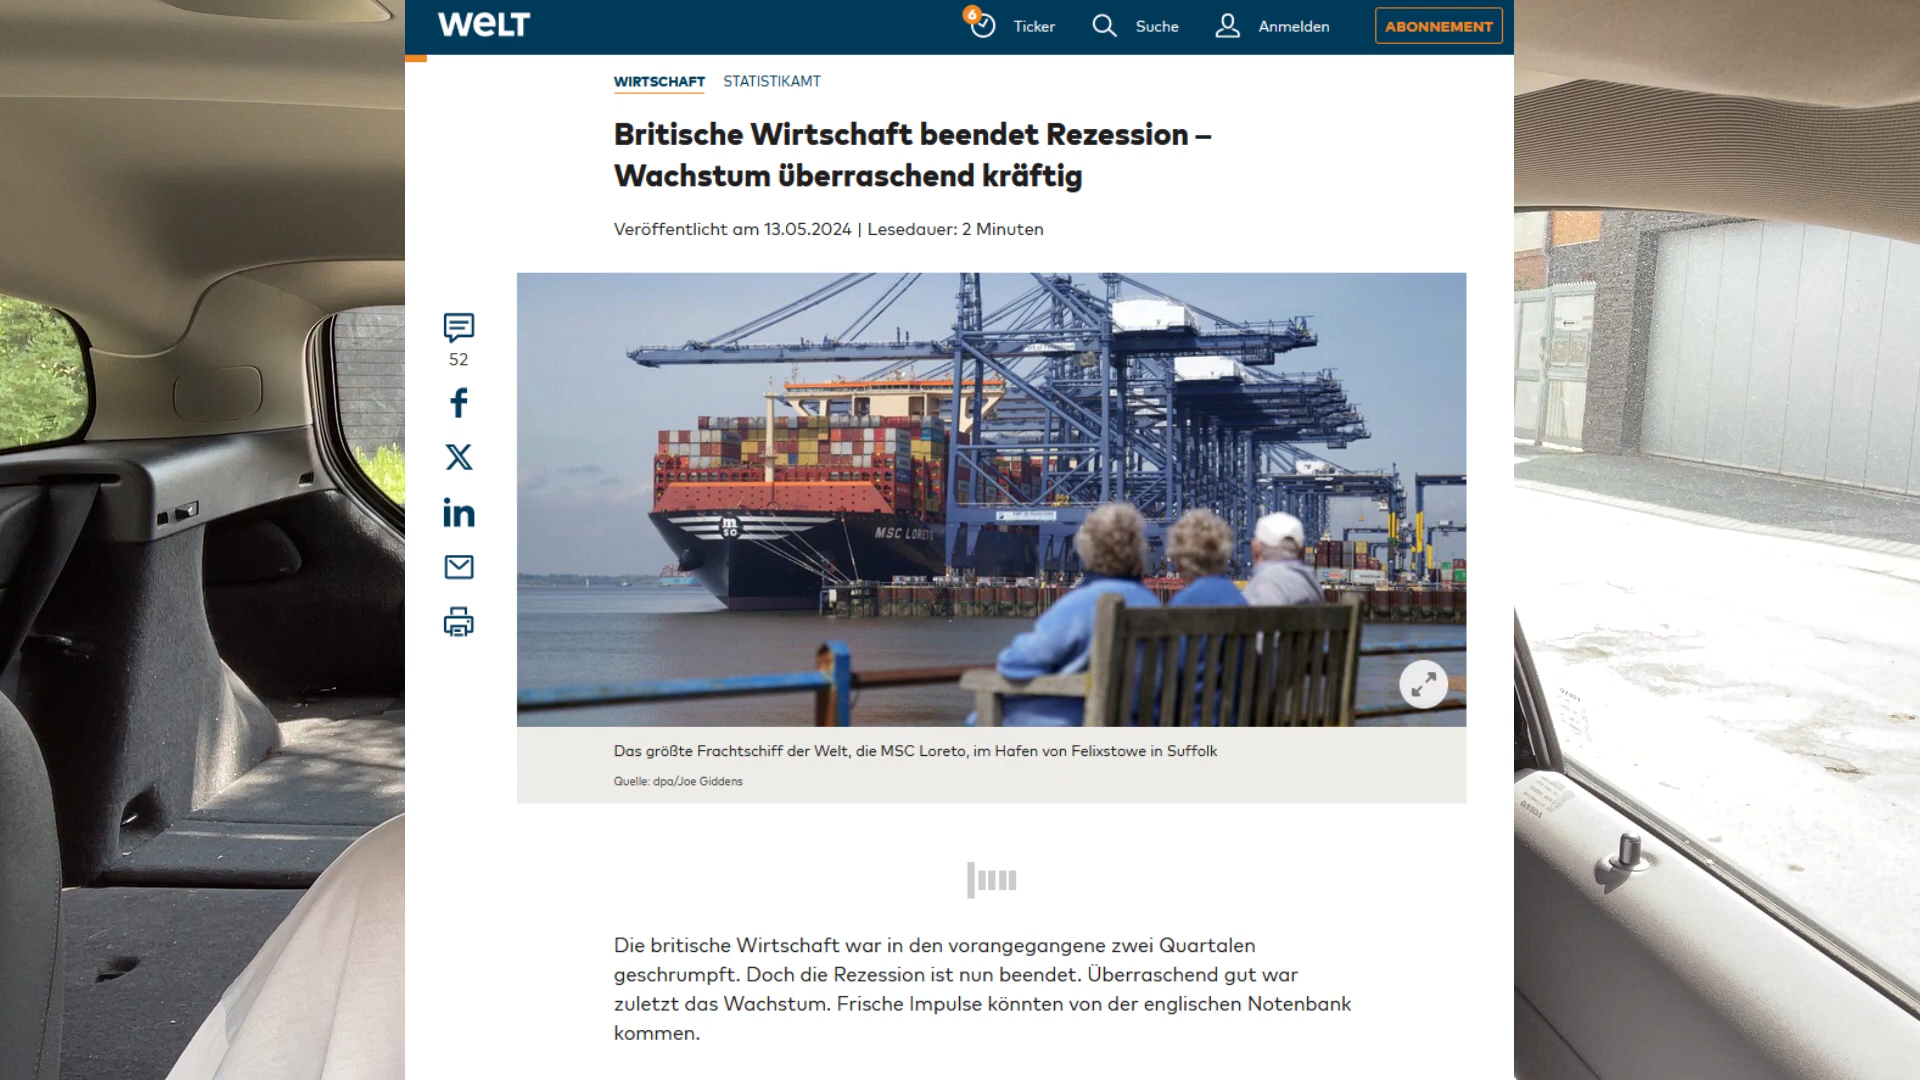 WELT
6
Ticker
Suche
Anmelden
ABONNEMENT
WIRTSCHAFT STATISTIKAMT
Britische Wirtschaft beendet Rezession –
Wachstum überraschend kräftig
Veröffentlicht am 13.05.2024 | Lesedauer: 2 Minuten
52
m
sc
MSC LORETO
Das größte Frachtschiff der Welt, die MSC Loreto, im Hafen von Felixstowe in Suffolk
Quelle: dpa/Joe Giddens
Die britische Wirtschaft war in den vorangegangene zwei Quartalen
geschrumpft. Doch die Rezession ist nun beendet. Überraschend gut war
zuletzt das Wachstum. Frische Impulse könnten von der englischen Notenbank
kommen.